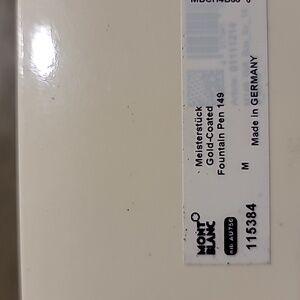 Meisterstück
Gold-Coated
Fountain Pen 149
M
Made in GERMANY
MONT
BLANC
115384